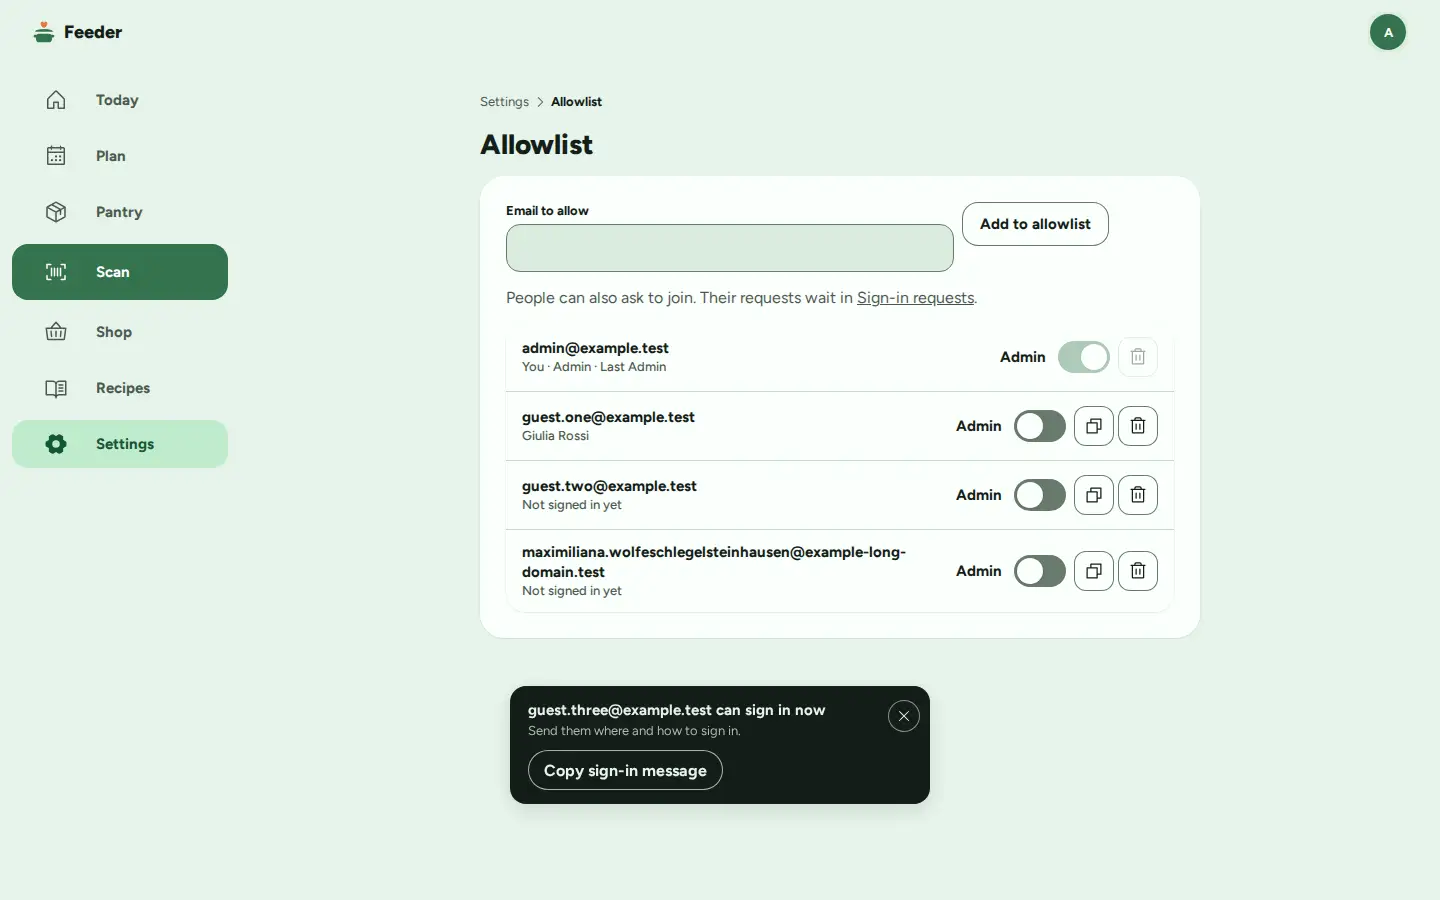 Feeder
A
Today
Plan
Pantry
Scan
Shop
Recipes
Settings
Settings > Allowlist
Allowlist
Email to allow
Add to allowlist
People can also ask to join. Their requests wait in Sign-in requests.
admin@example.test
You · Admin · Last Admin
Admin
guest.one@example.test
Giulia Rossi
Admin
guest.two@example.test
Not signed in yet
Admin
maximiliana.wolfeschlegelsteinhausen@example-long-
domain.test
Not signed in yet
Admin
guest.three@example.test can sign in now
Send them where and how to sign in.
Copy sign-in message